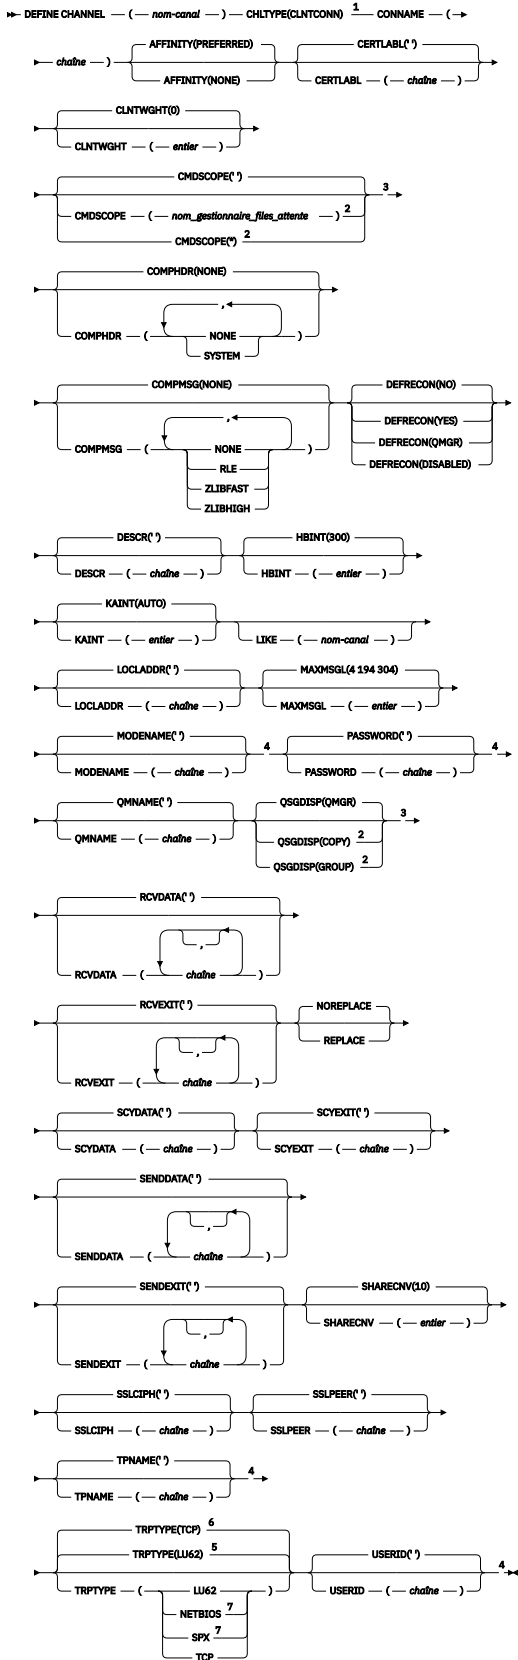 DEFINE CHANNEL ( nom-canal ) CHLTYPE(CLNTCONN) 1 CONNAME (
chaîne ) AFFINITY(PREFERRED) AFFINITY(NONE) CERTLABL(' ') CERTLABL ( chaîne )
CLNTWGHT(0)
CLNTWGHT ( entier )
CMDSCOPE(' ')
CMDSCOPE ( nom_gestionnaire_files_attente ) 2
CMDSCOPE(*) 2
3
COMPHDR(NONE)
COMPHDR ( , NONE SYSTEM )
COMPMSG(NONE)
COMPMSG ( , NONE RLE ZLIBFAST ZLIBHIGH )
DEFRECON(NO)
DEFRECON(YES)
DEFRECON(QMGR)
DEFRECON(DISABLED)
DESCR(' ') HBINT(300)
DESCR ( chaîne ) HBINT ( entier )
KAINT(AUTO)
KAINT ( entier ) LIKE ( nom-canal )
LOCLADDR(' ') MAXMSGL(4 194 304)
LOCLADDR ( chaîne ) MAXMSGL ( entier )
MODENAME(' ') 4 PASSWORD(' ') 4
MODENAME ( chaîne ) PASSWORD ( chaîne )
QMNAME(' ') QSGDISP(QMGR) 3
QMNAME ( chaîne ) QSGDISP(COPY) 2
QSGDISP(GROUP) 2
RCVDATA(' ')
,
RCVDATA ( chaîne )
RCVEXIT(' ') NOREPLACE
, REPLACE
RCVEXIT ( chaîne )
SCYDATA(' ') SCYEXIT(' ')
SCYDATA ( chaîne ) SCYEXIT ( chaîne )
SENDDATA(' ')
,
SENDDATA ( chaîne )
SENDEXIT(' ') SHARECNV(10)
, SHARECNV ( entier )
SENDEXIT ( chaîne )
SSLCIPH(' ') SSLPEER(' ')
SSLCIPH ( chaîne ) SSLPEER ( chaîne )
TPNAME(' ') 4
TPNAME ( chaîne )
TRPTYPE(TCP) 6
TRPTYPE(LU62) 5 USERID(' ') 4
TRPTYPE ( LU62 ) USERID ( chaîne )
NETBIOS 7
SPX 7
TCP